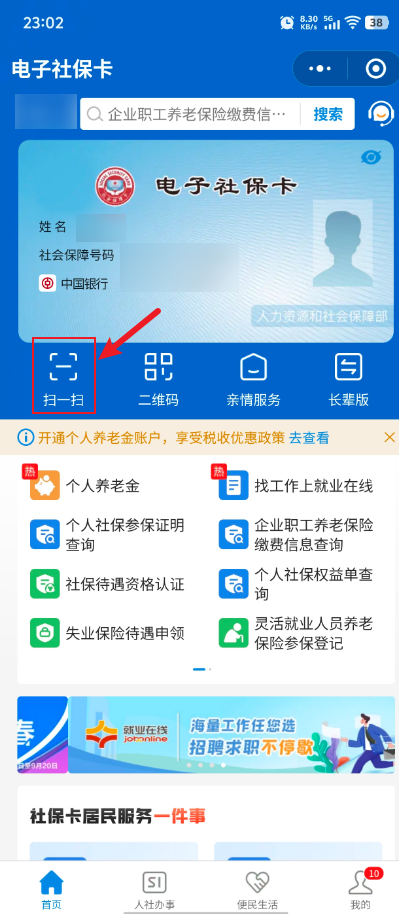 23:02
8.30 KB/s
5G
38
电子社保卡
企业职工养老保险缴费信…
搜索
电子社保卡
姓名
社会保障号码
中国银行
人力资源和社会保障部
扫一扫
二维码
亲情服务
长辈版
开通个人养老金账户，享受税收优惠政策 去查看
热
个人养老金
热
找工作上就业在线
个人社保参保证明
查询
企业职工养老保险
缴费信息查询
社保待遇资格认证
个人社保权益单查
询
失业保险待遇申领
灵活就业人员养老
保险参保登记
春
日至9月20日
就业在线
jobonline
海量工作任您选
招聘求职不停歇
社保卡居民服务一件事
首页
SI
人社办事
便民生活
10
我的